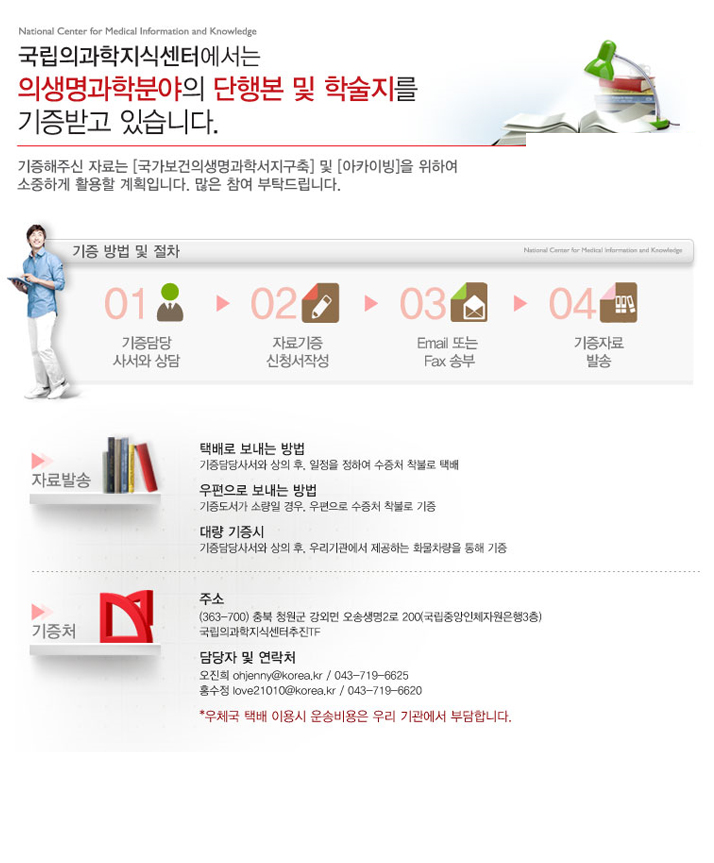 National Center for Medical Information and Knowledge
국립의과학지식센터에서는
의생명과학분야의 단행본 및 학술지를
기증받고 있습니다.
기증해주신 자료는 [국가보건의생명과학서지구축] 및 [아카이빙]을 위하여
소중하게 활용할 계획입니다. 많은 참여 부탁드립니다.
기증 방법 및 절차
National Center for Medical Information and Knowledge
01
기증담당
사서와 상담
02
자료기증
신청서작성
03
Email 또는
Fax 송부
04
기증자료
발송
자료발송
택배로 보내는 방법
기증담당사서와 상의 후, 일정을 정하여 수증처 착불로 택배
우편으로 보내는 방법
기증도서가 소량일 경우, 우편으로 수증처 착불로 기증
대량 기증시
기증담당사서와 상의 후, 우리기관에서 제공하는 화물차량을 통해 기증
기증처
주소
(363-700) 충북 청원군 강외면 오송생명2로 200(국립중앙인체자원은행3층)
국립의과학지식센터추진TF
담당자 및 연락처
오진희 ohjenny@korea.kr / 043-719-6625
홍수정 love21010@korea.kr / 043-719-6620
*우체국 택배 이용시 운송비용은 우리 기관에서 부담합니다.